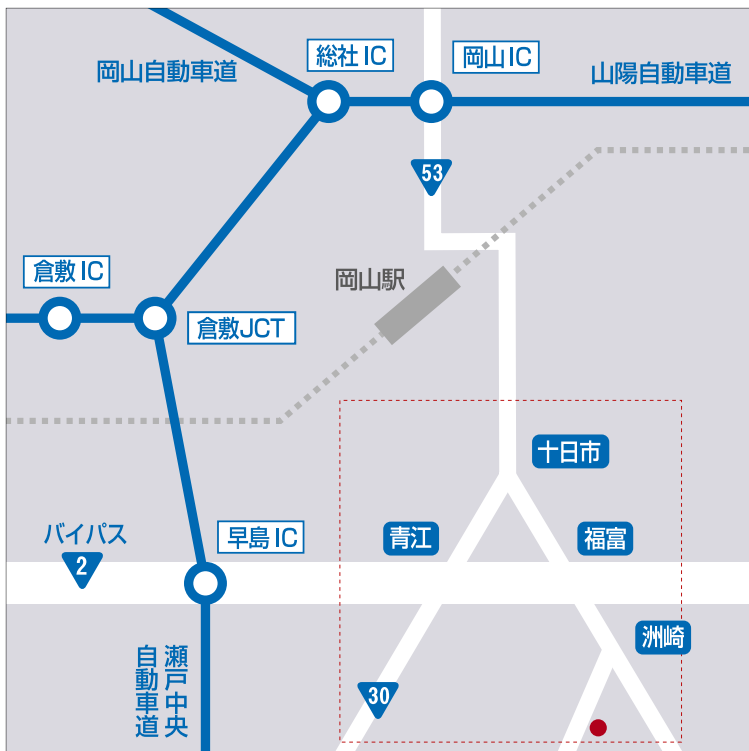 総社 IC
岡山 IC
岡山自動車道
山陽自動車道
53
倉敷 IC
岡山駅
倉敷JCT
十日市
バイパス
2
早島 IC
青江
福富
洲崎
瀬戸中央
自動車道
30